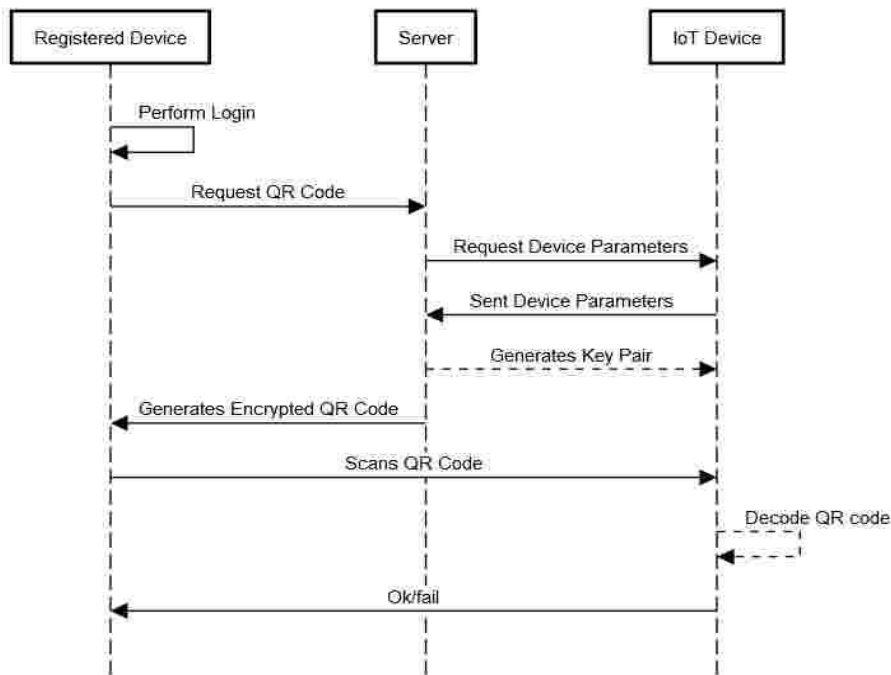 Registered Device
Server
IoT Device
Perform Login
Request QR Code
Request Device Parameters
Sent Device Parameters
Generates Key Pair
Generates Encrypted QR Code
Scans QR Code
Decode QR code
Ok/fail